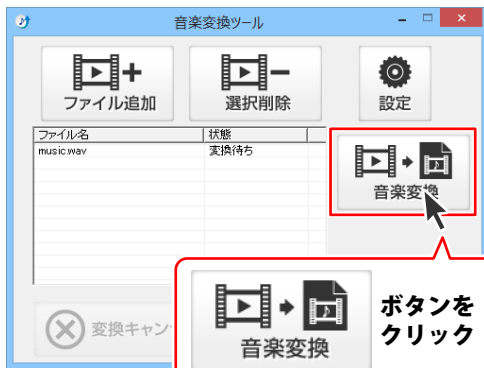 音楽変換ツール
ファイル追加
選択削除
設定
ファイル名 状態
music.wav 変換待ち
音楽変換
変換キャン
音楽変換
ボタンを
クリック